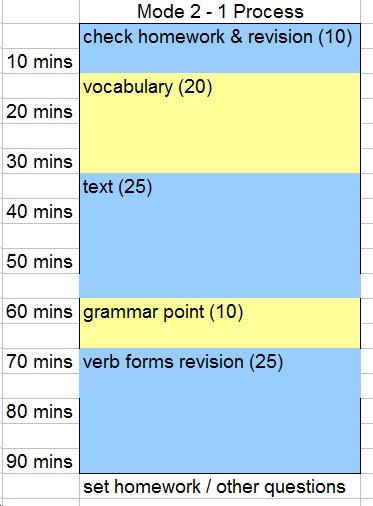 Mode 2 - 1 Process
check homework & revision (10)
10 mins
vocabulary (20)
20 mins
30 mins
text (25)
40 mins
50 mins
60 mins grammar point (10)
70 mins verb forms revision (25)
80 mins
90 mins
set homework / other questions